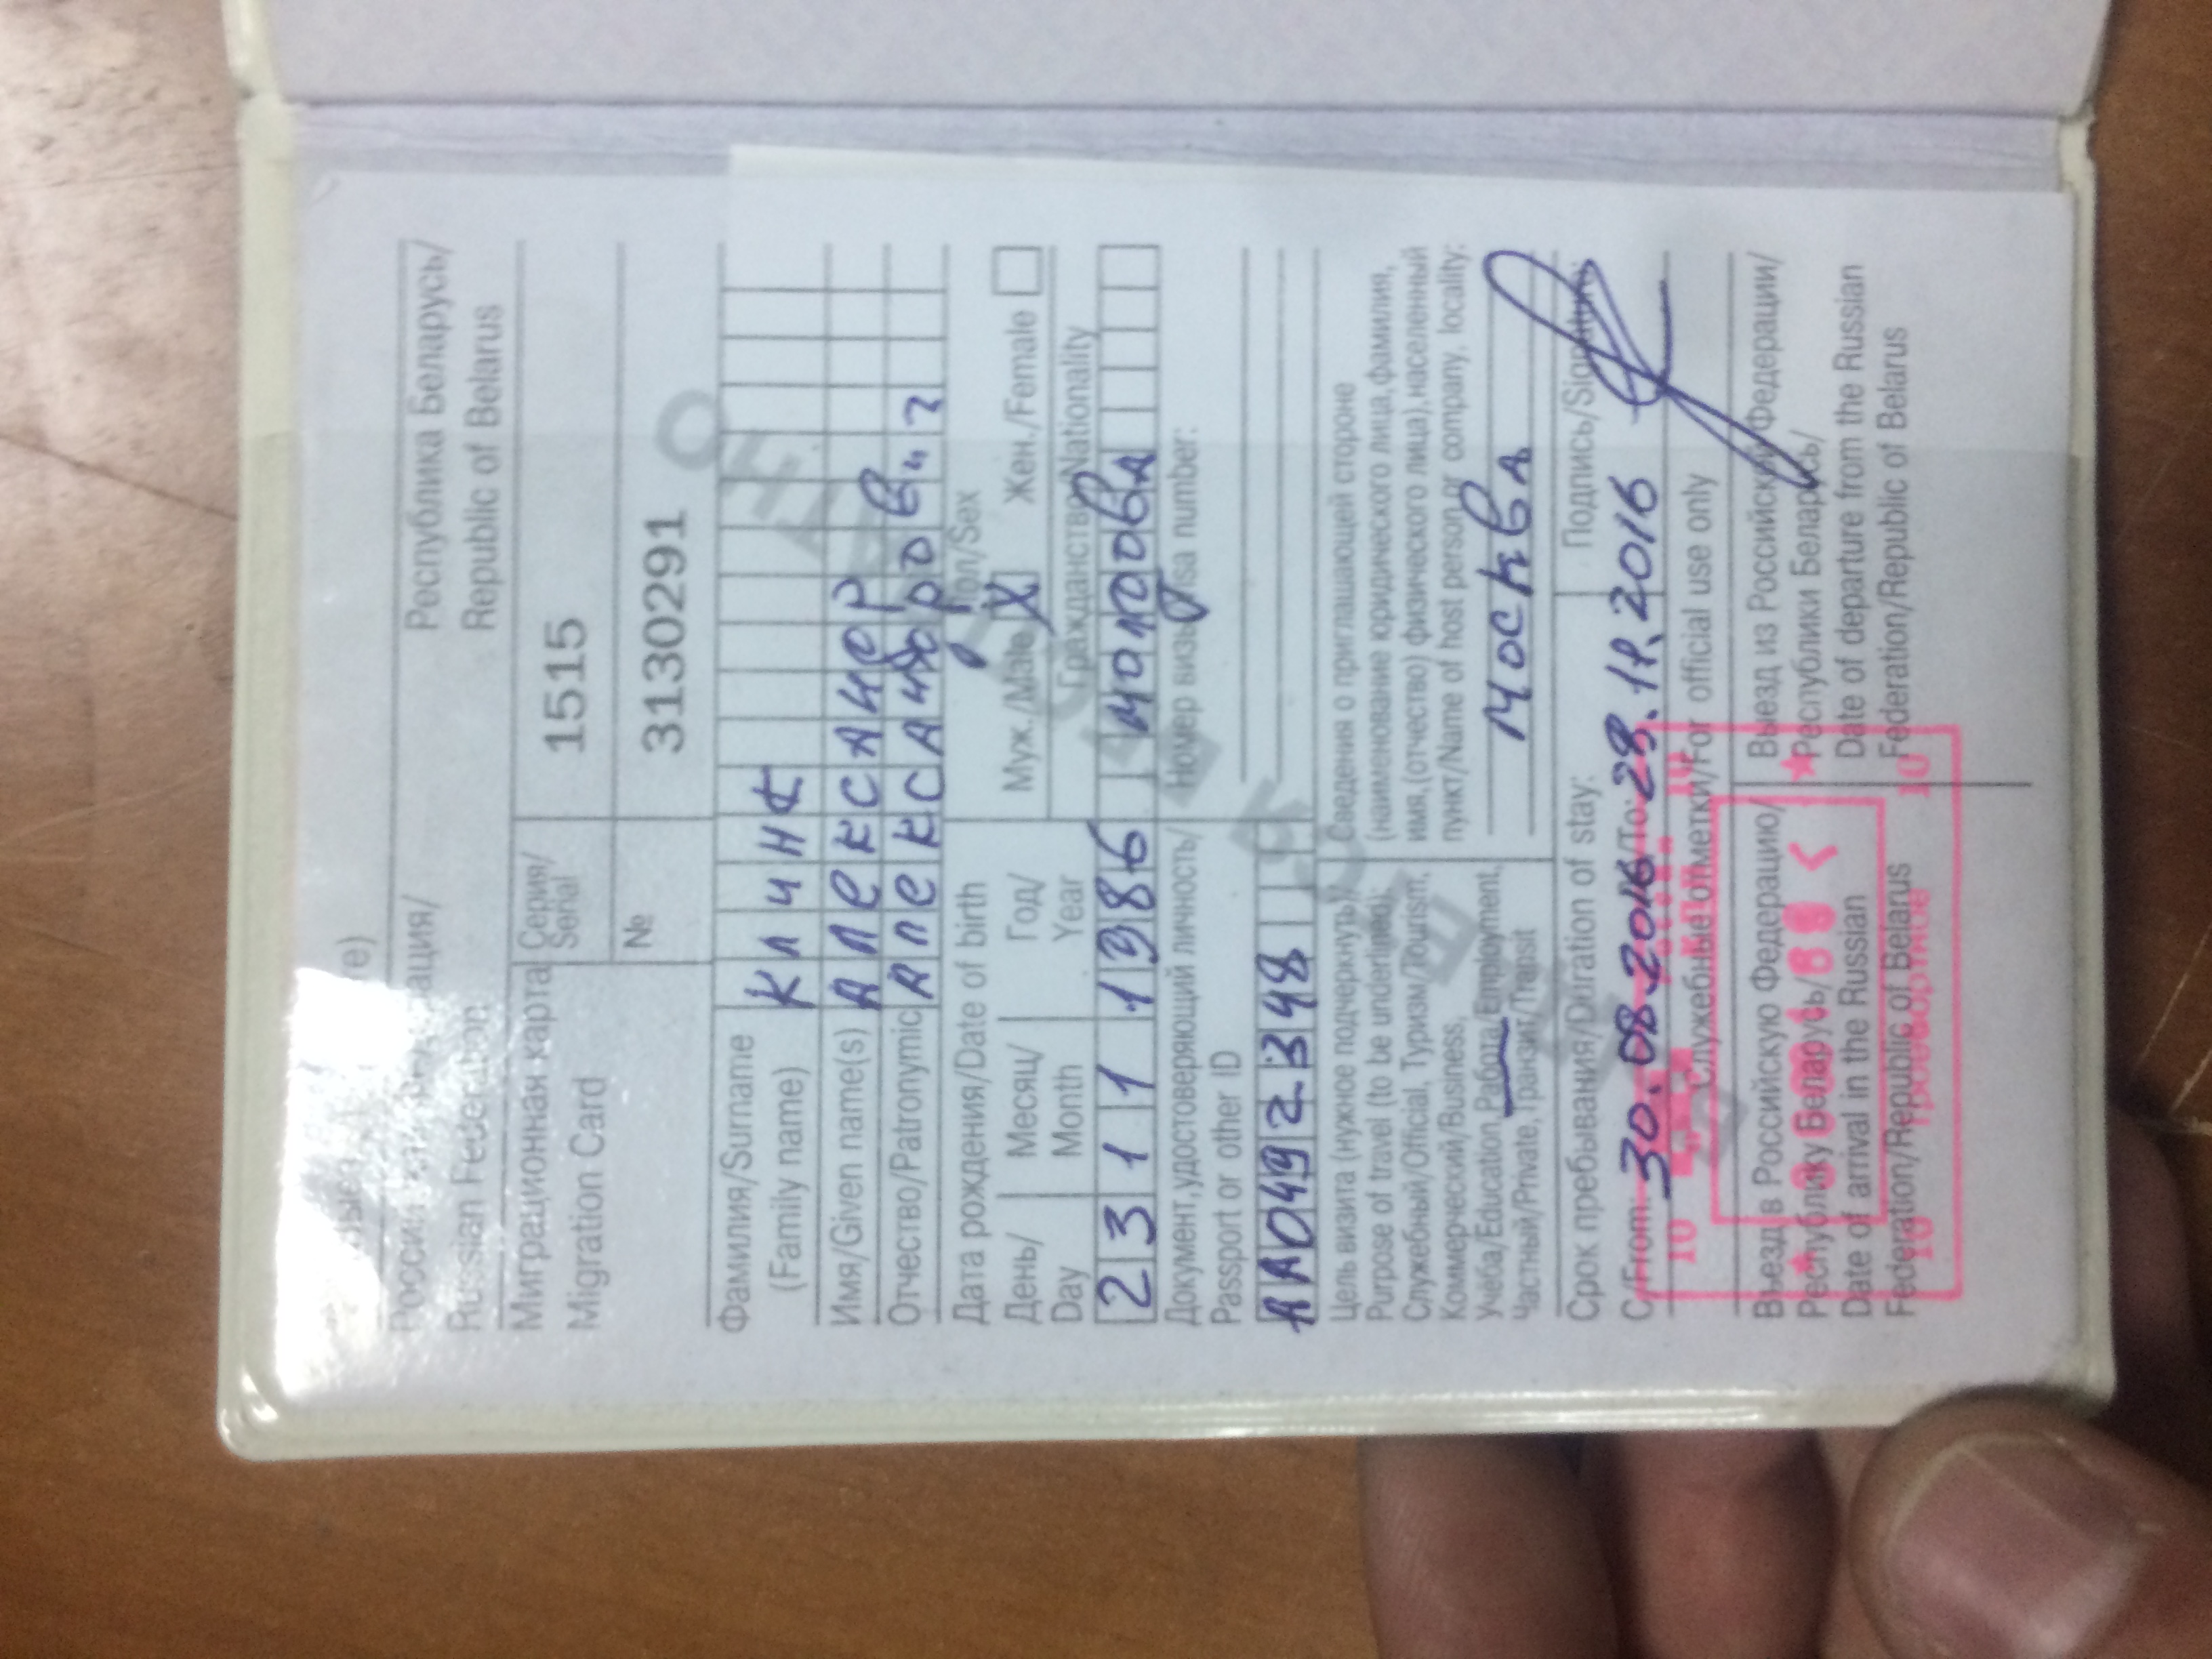 Россия
Республика Беларусь/
Russian Federation
Republic of Belarus
Миграционная карта
Migration Card
Серия/
Serial
1515
№
3130291
Фамилия/Surname
(Family name)
Имя/Given name(s)
Александр
Отчество/Patronymic
Александрович
Дата рождения/Date of birth
Пол/Sex
День/ Месяц/ Год/
Day Month Year
Муж./Male X Жен./Female
23 11 1986
Гражданство/Nationality
Молдова
Документ,удостоверяющий личность/
Passport or other ID
Номер визы/Visa number:
АА0492348
Цель визита (нужное подчеркнуть)/
Purpose of travel (to be underlined):
Служебный/Official, Туризм/Tourism,
Коммерческий/Business,
Учеба/Education,Работа/Employment,
Частный/Private,Транзит/Transit
Сведения о приглашающей стороне
(наименование юридического лица, фамилия,
имя,(отчество) физического лица),населенный
пункт/Name of host person or company, locality:
Москва
Срок пребывания/Duration of stay:
Подпись/Signature:
С/From: 30.08.2016 To: 28.11.2016
Служебные отметки/For official use only
Въезд в Российскую Федерацию/
Республику Беларусь/
Date of arrival in the Russian
Federation/Republic of Belarus
Выезд из Российской Федерации/
Республики Беларусь/
Date of departure from the Russian
Federation/Republic of Belarus
ВЫДАЕТСЯ БЕСПЛАТНО
10 10
10 Троебортное 10